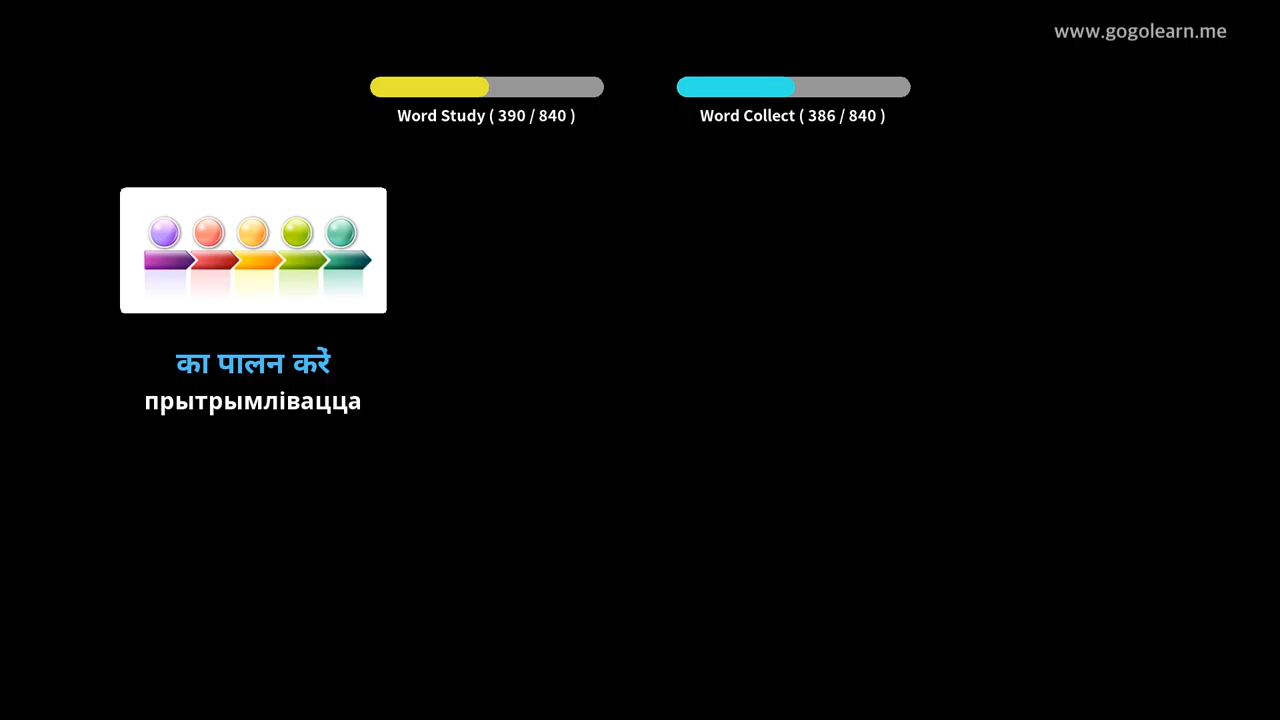 www.gogolearn.me
Word Study ( 390 / 840 )
Word Collect ( 386 / 840 )
का पालन करें
прытрымлівацца